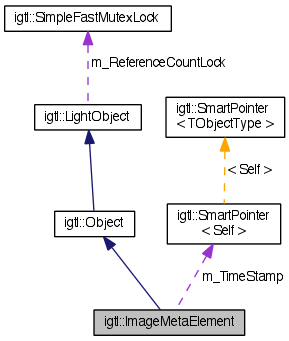 igtl::SimpleFastMutexLock
m_ReferenceCountLock
igtl::LightObject
igtl::SmartPointer
< TObjectType >
< Self >
igtl::Object
igtl::SmartPointer
< Self >
m_TimeStamp
igtl::ImageMetaElement